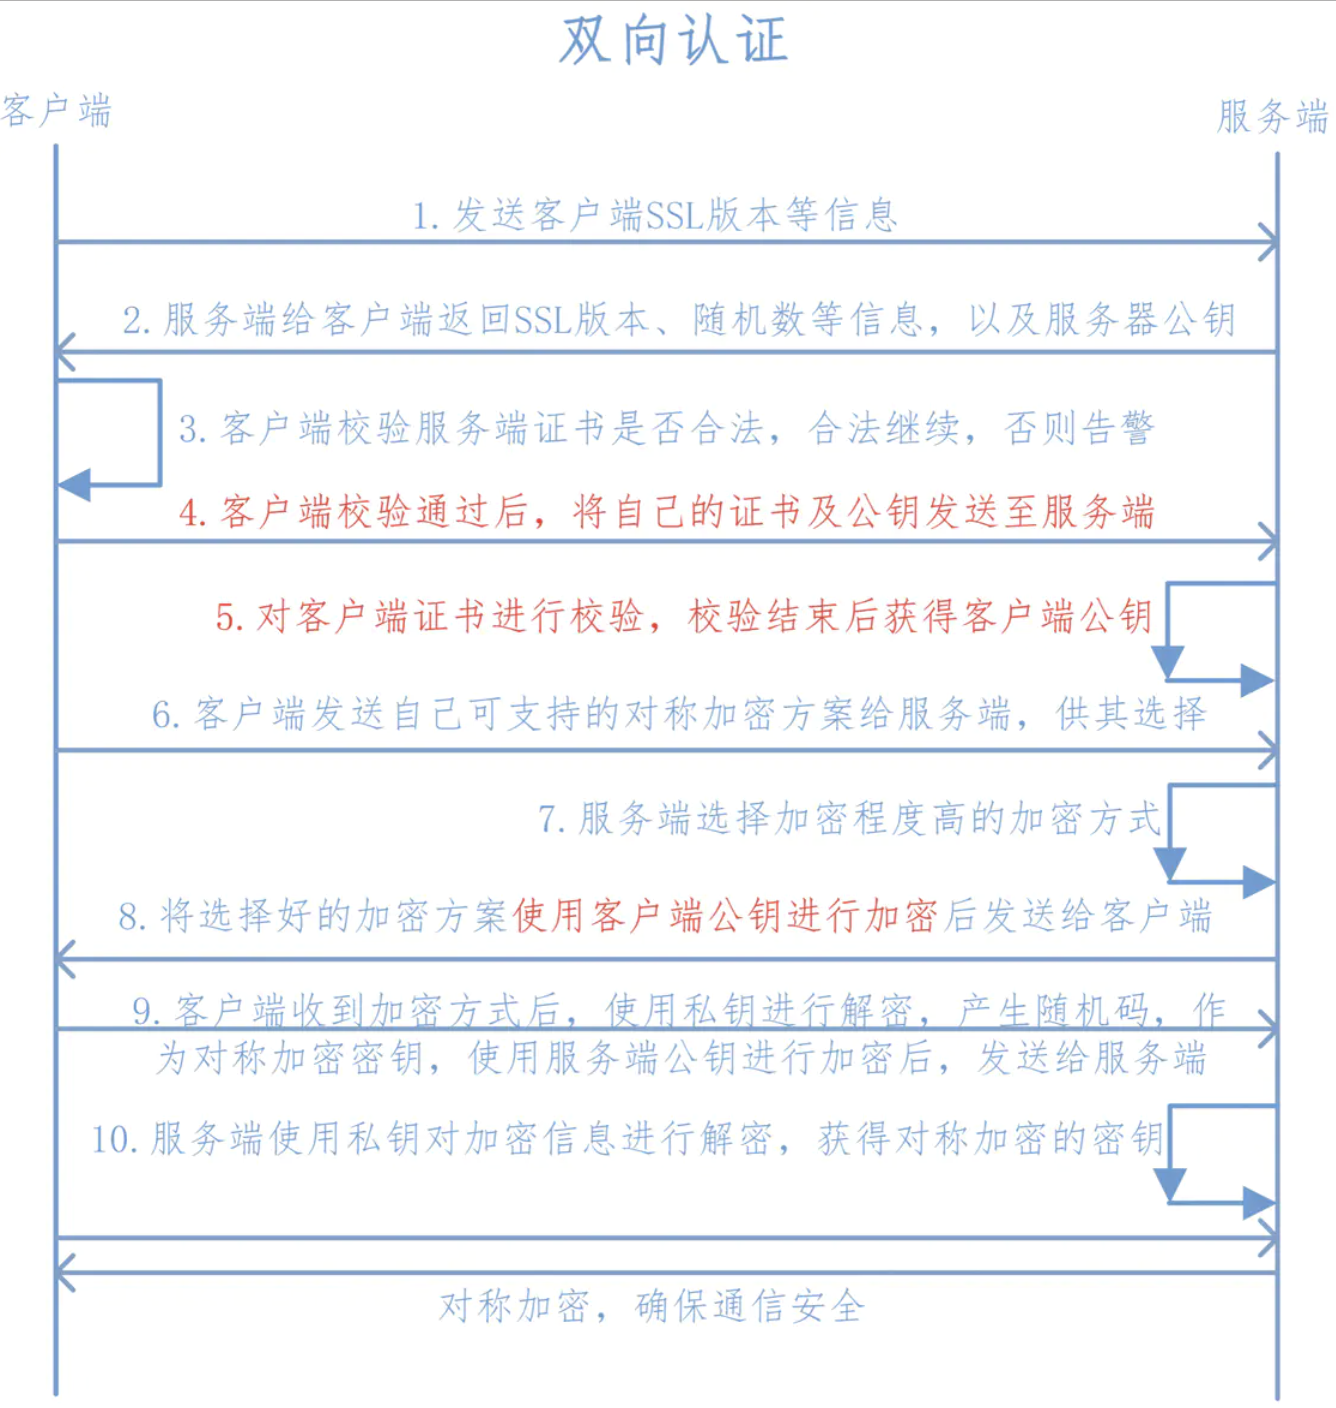 双向认证
客户端
服务端
1. 发送客户端SSL版本等信息
2. 服务端给客户端返回SSL版本、随机数等信息，以及服务器公钥
3. 客户端校验服务端证书是否合法，合法继续，否则告警
4. 客户端校验通过后，将自己的证书及公钥发送至服务端
5. 对客户端证书进行校验，校验结束后获得客户端公钥
6. 客户端发送自己可支持的对称加密方案给服务端，供其选择
7. 服务端选择加密程度高的加密方式
8. 将选择好的加密方案使用客户端公钥进行加密后发送给客户端
9. 客户端收到加密方式后，使用私钥进行解密，产生随机码，作
为对称加密密钥，使用服务端公钥进行加密后，发送给服务端
10. 服务端使用私钥对加密信息进行解密，获得对称加密的密钥
对称加密，确保通信安全